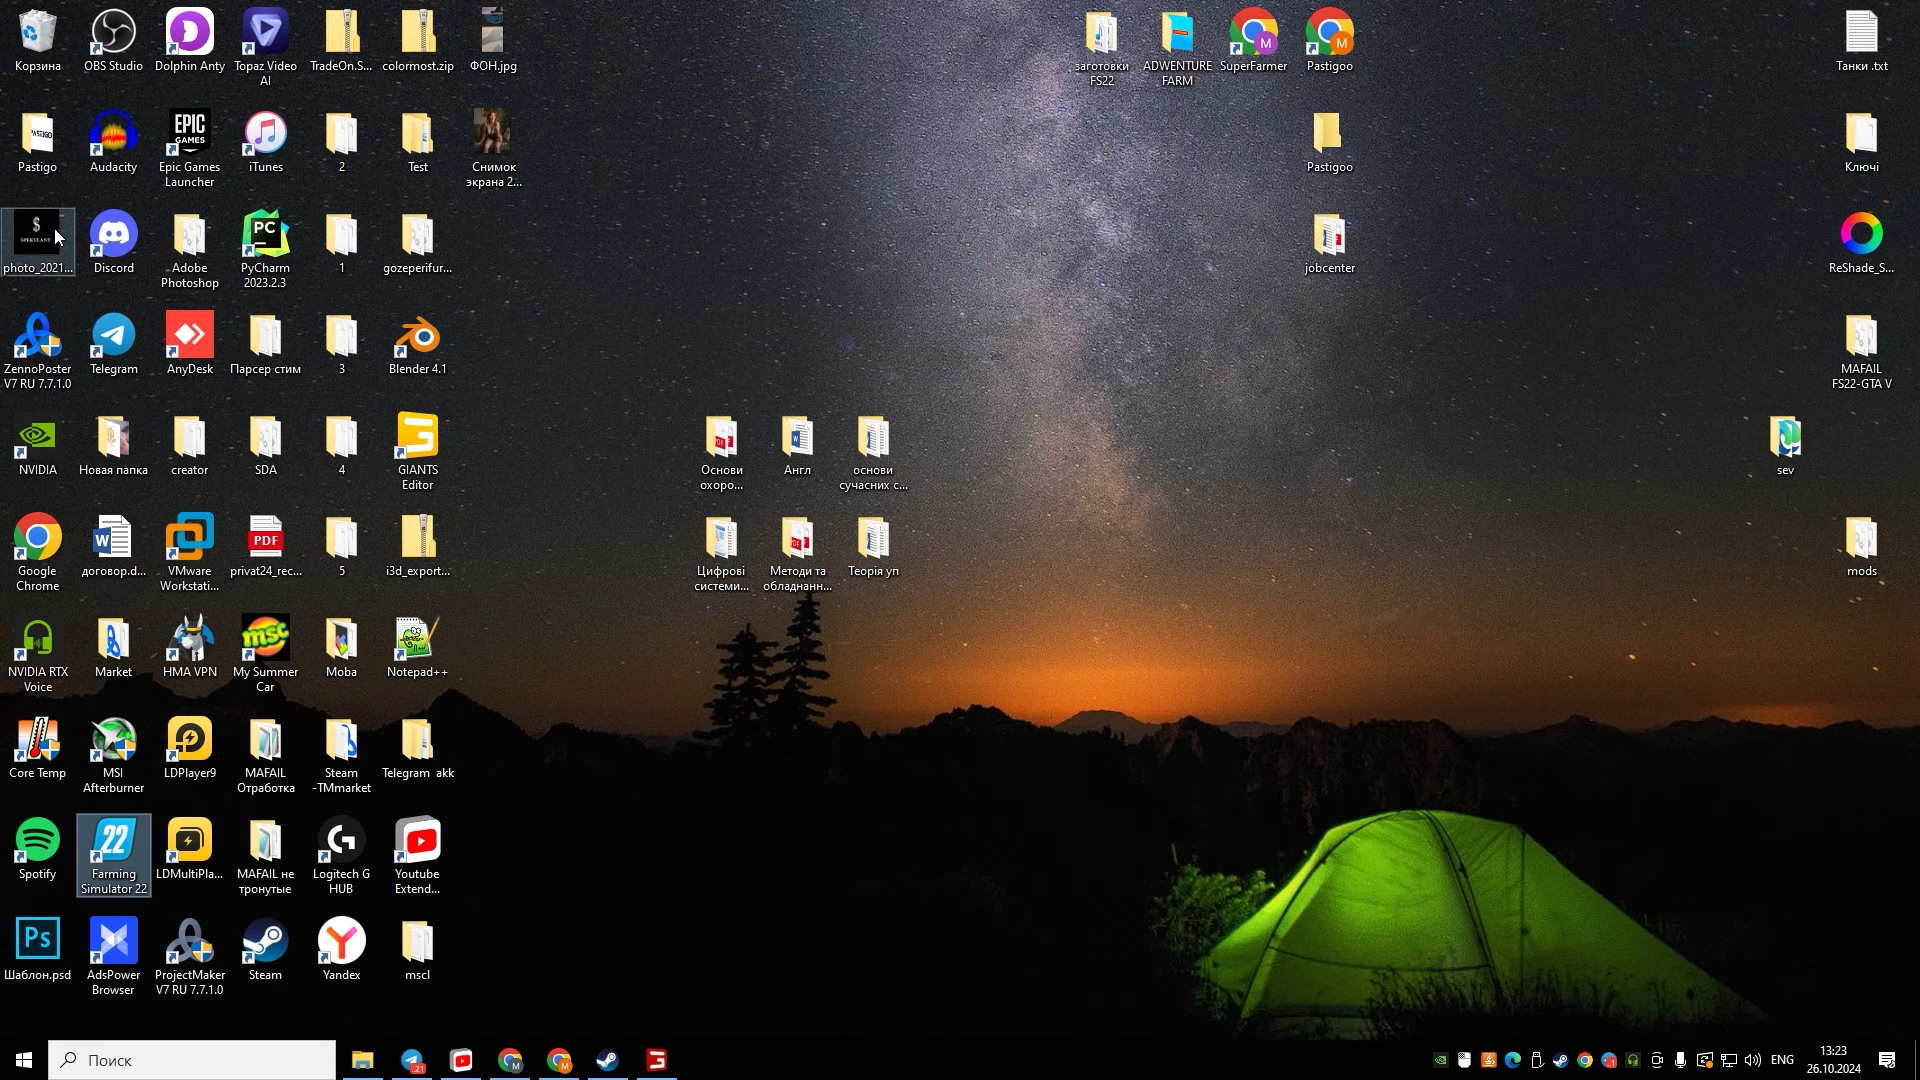 Корзина
OBS Studio
Dolphin Anty
Topaz Video
AI
TradeOn.S...
colormost.zip
ФОН.jpg
заготовки
FS22
ADWENTURE
FARM
SuperFarmer
Pastigoo
Танки .txt
Pastigo
Audacity
Epic Games
Launcher
iTunes
2
Test
Снимок
экрана 2...
Pastigoo
Ключі
photo_2021...
Discord
Adobe
Photoshop
PyCharm
2023.2.3
1
gozeperifur...
jobcenter
ReShade_S...
ZennoPoster
V7 RU 7.7.1.0
Telegram
AnyDesk
Парсер стим
3
Blender 4.1
MAFAIL
FS22-GTA V
NVIDIA
Новая папка
creator
SDA
4
GIANTS
Editor
Основи
охоро...
Англ
основи
сучасних с...
sev
Google
Chrome
договор.d...
VMware
Workstati...
privat24_rec...
5
i3d_export...
Цифрові
системи...
Методи та
обладнанн...
Теорія уп
mods
NVIDIA RTX
Voice
Market
HMA VPN
My Summer
Car
Moba
Notepad++
Core Temp
MSI
Afterburner
LDPlayer9
MAFAIL
Отработка
Steam
-TMmarket
Telegram akk
Spotify
Farming
Simulator 22
LDMultiPla...
MAFAIL не
тронутые
Logitech G
HUB
Youtube
Extend...
Шаблон.psd
AdsPower
Browser
ProjectMaker
V7 RU 7.7.1.0
Steam
Yandex
mscl
Поиск
ENG
13:23
26.10.2024